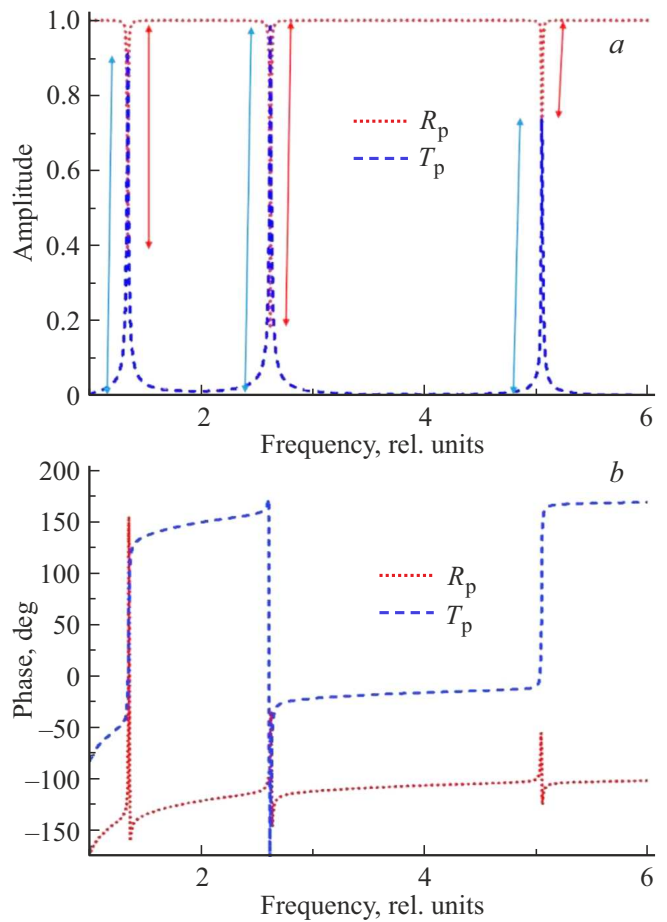 1.0
a
0.8
R_p
T_p
0.6
Amplitude
0.4
0.2
0
2
4
6
Frequency, rel. units
200
b
150
100
R_p
T_p
50
Phase, deg
0
−50
−100
−150
2
4
6
Frequency, rel. units